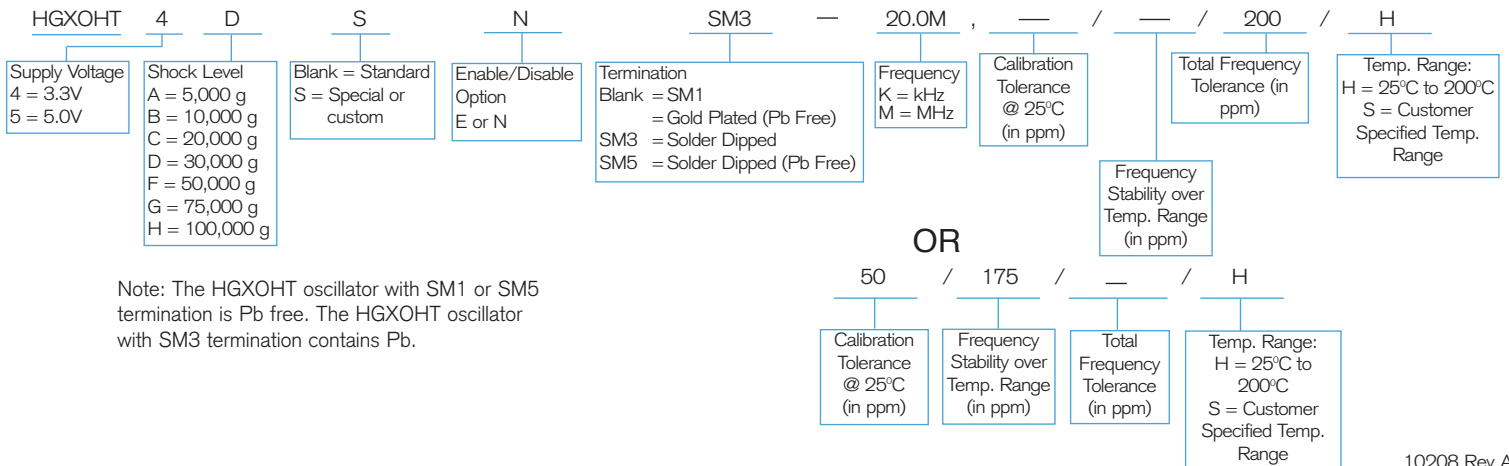 HGXOHT 4 D S N SM3 — 20.0M , — / — / 200 / H
Supply Voltage
4 = 3.3V
5 = 5.0V
Shock Level
A = 5,000 g
B = 10,000 g
C = 20,000 g
D = 30,000 g
F = 50,000 g
G = 75,000 g
H = 100,000 g
Blank = Standard
S = Special or
custom
Enable/Disable
Option
E or N
Termination
Blank = SM1
= Gold Plated (Pb Free)
SM3 = Solder Dipped
SM5 = Solder Dipped (Pb Free)
Frequency
K = kHz
M = MHz
Calibration
Tolerance
@ 25°C
(in ppm)
Frequency
Stability over
Temp. Range
(in ppm)
Total Frequency
Tolerance (in
ppm)
Temp. Range:
H = 25°C to 200°C
S = Customer
Specified Temp.
Range
OR
50 / 175 / — / H
Calibration
Tolerance
@ 25°C
(in ppm)
Frequency
Stability over
Temp. Range
(in ppm)
Total
Frequency
Tolerance
(in ppm)
Temp. Range:
H = 25°C to
200°C
S = Customer
Specified Temp.
Range
Note: The HGXOHT oscillator with SM1 or SM5
termination is Pb free. The HGXOHT oscillator
with SM3 termination contains Pb.
10208 Rev A